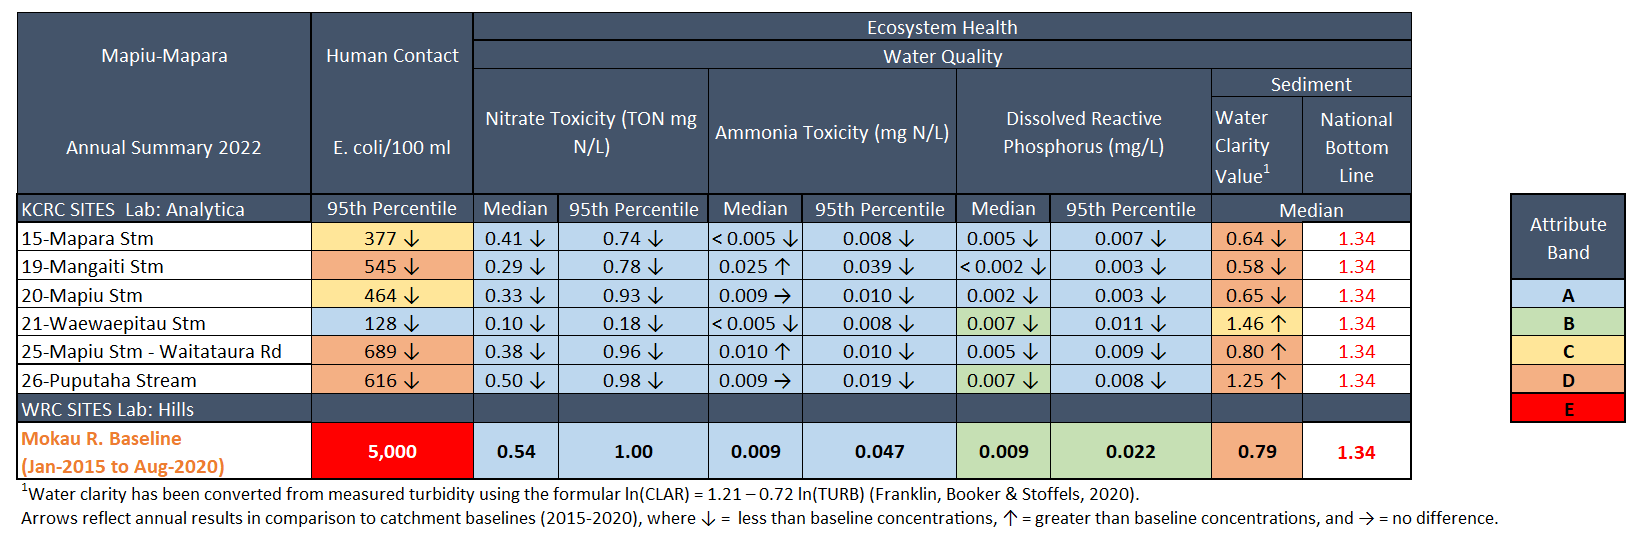 Mapiu-Mapara
Annual Summary 2022
Human Contact
E. coli/100 ml
Ecosystem Health
Water Quality
Nitrate Toxicity (TON mg
N/L)
Ammonia Toxicity (mg N/L)
Dissolved Reactive
Phosphorus (mg/L)
Sediment
Water
Clarity
Value1
National
Bottom
Line
KCRC SITES Lab: Analytica 95th Percentile Median 95th Percentile Median 95th Percentile Median 95th Percentile Median
15-Mapara Stm 377 ↓ 0.41 ↓ 0.74 ↓ < 0.005 ↓ 0.008 ↓ 0.005 ↓ 0.007 ↓ 0.64 ↓ 1.34
19-Mangaiti Stm 545 ↓ 0.29 ↓ 0.78 ↓ 0.025 ↑ 0.039 ↓ < 0.002 ↓ 0.003 ↓ 0.58 ↓ 1.34
20-Mapiu Stm 464 ↓ 0.33 ↓ 0.93 ↓ 0.009 → 0.010 ↓ 0.002 ↓ 0.003 ↓ 0.65 ↓ 1.34
21-Waewaepitau Stm 128 ↓ 0.10 ↓ 0.18 ↓ < 0.005 ↓ 0.008 ↓ 0.007 ↓ 0.011 ↓ 1.46 ↑ 1.34
25-Mapiu Stm - Waitataura Rd 689 ↓ 0.38 ↓ 0.96 ↓ 0.010 ↑ 0.010 ↓ 0.005 ↓ 0.009 ↓ 0.80 ↑ 1.34
26-Puputaha Stream 616 ↓ 0.50 ↓ 0.98 ↓ 0.009 → 0.019 ↓ 0.007 ↓ 0.008 ↓ 1.25 ↑ 1.34
WRC SITES Lab: Hills
Mokau R. Baseline
(Jan-2015 to Aug-2020) 5,000 0.54 1.00 0.009 0.047 0.009 0.022 0.79 1.34
1Water clarity has been converted from measured turbidity using the formular ln(CLAR) = 1.21 – 0.72 ln(TURB) (Franklin, Booker & Stoffels, 2020).
Arrows reflect annual results in comparison to catchment baselines (2015-2020), where ↓ = less than baseline concentrations, ↑ = greater than baseline concentrations, and → = no difference.
Attribute
Band
A
B
C
D
E